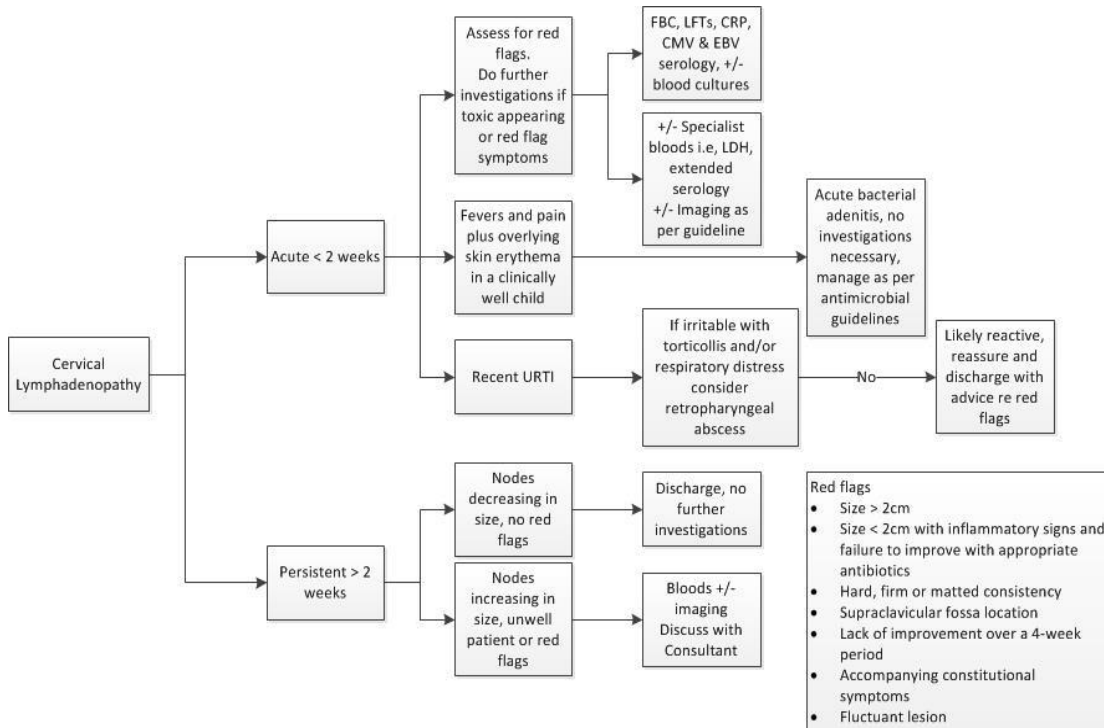 Cervical
Lymphadenopathy
Acute < 2 weeks
Persistent > 2
weeks
Assess for red
flags.
Do further
investigations if
toxic appearing
or red flag
symptoms
FBC, LFTs, CRP,
CMV & EBV
serology, +/-
blood cultures
+/- Specialist
bloods i.e, LDH,
extended
serology
+/- Imaging as
per guideline
Fevers and pain
plus overlying
skin erythema
in a clinically
well child
Acute bacterial
adenitis, no
investigations
necessary,
manage as per
antimicrobial
guidelines
Recent URTI
If irritable with
torticollis and/or
respiratory distress
consider
retropharyngeal
abscess
No
Likely reactive,
reassure and
discharge with
advice re red
flags
Nodes
decreasing in
size, no red
flags
Discharge, no
further
investigations
Nodes
increasing in
size, unwell
patient or red
flags
Bloods +/-
imaging
Discuss with
Consultant
Red flags
• Size > 2cm
• Size < 2cm with inflammatory signs and
failure to improve with appropriate
antibiotics
• Hard, firm or matted consistency
• Supraclavicular fossa location
• Lack of improvement over a 4-week
period
• Accompanying constitutional
symptoms
• Fluctuant lesion